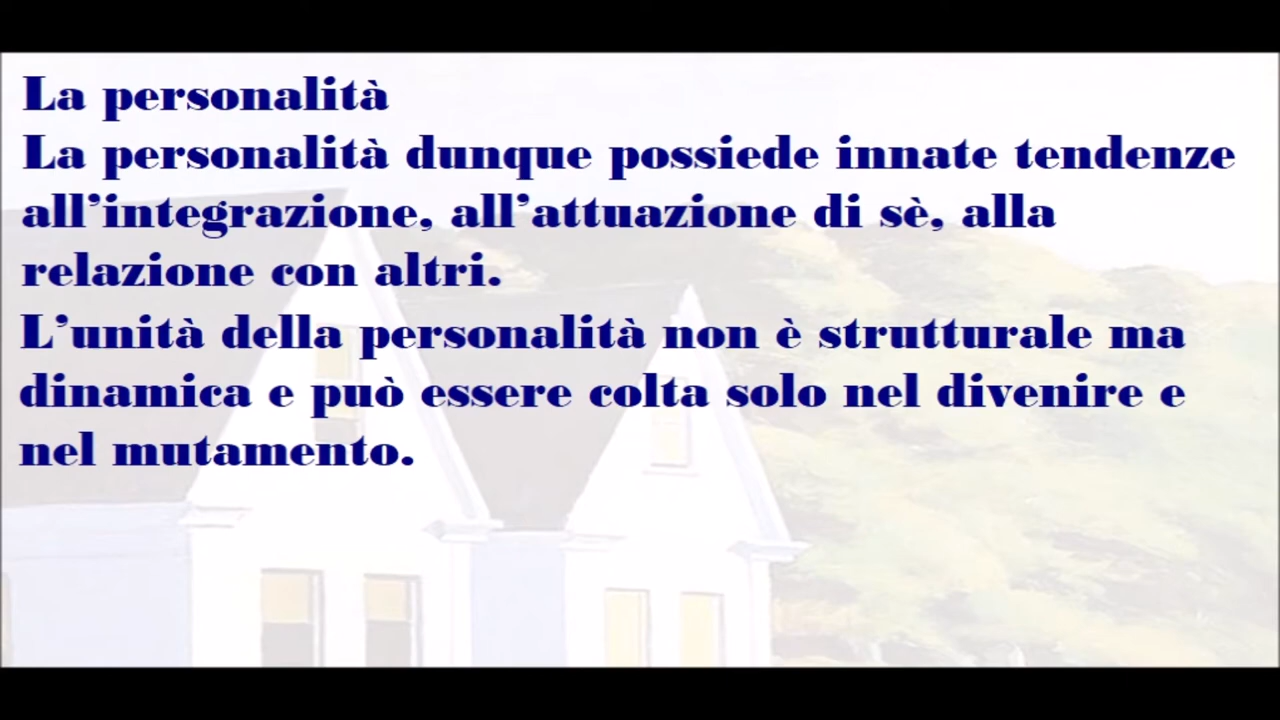 La personalità
La personalità dunque possiede innate tendenze
all’integrazione, all’attuazione di sè, alla
relazione con altri.
L’unità della personalità non è strutturale ma
dinamica e può essere colta solo nel divenire e
nel mutamento.